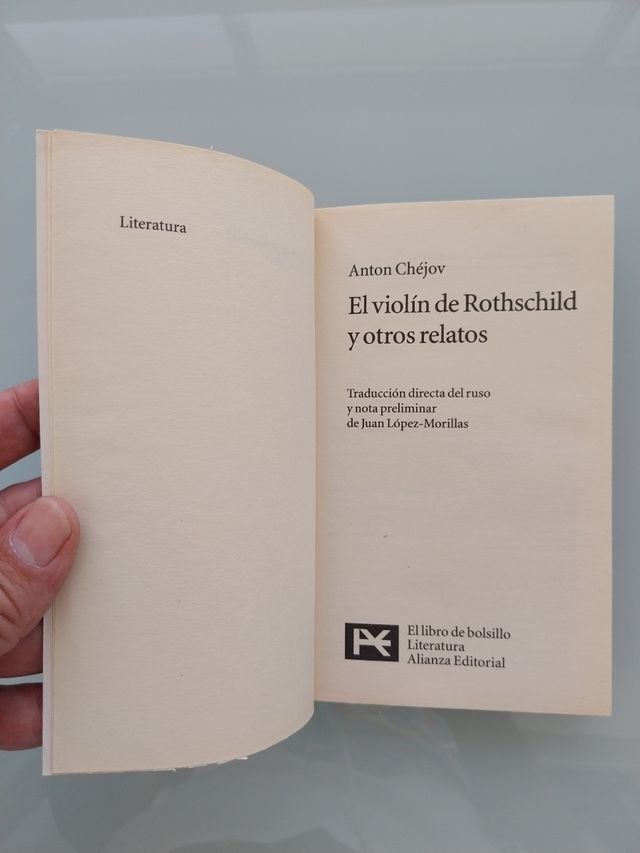 Literatura
Anton Chéjov
El violín de Rothschild
y otros relatos
Traducción directa del ruso
y nota preliminar
de Juan López-Morillas
El libro de bolsillo
Literatura
Alianza Editorial